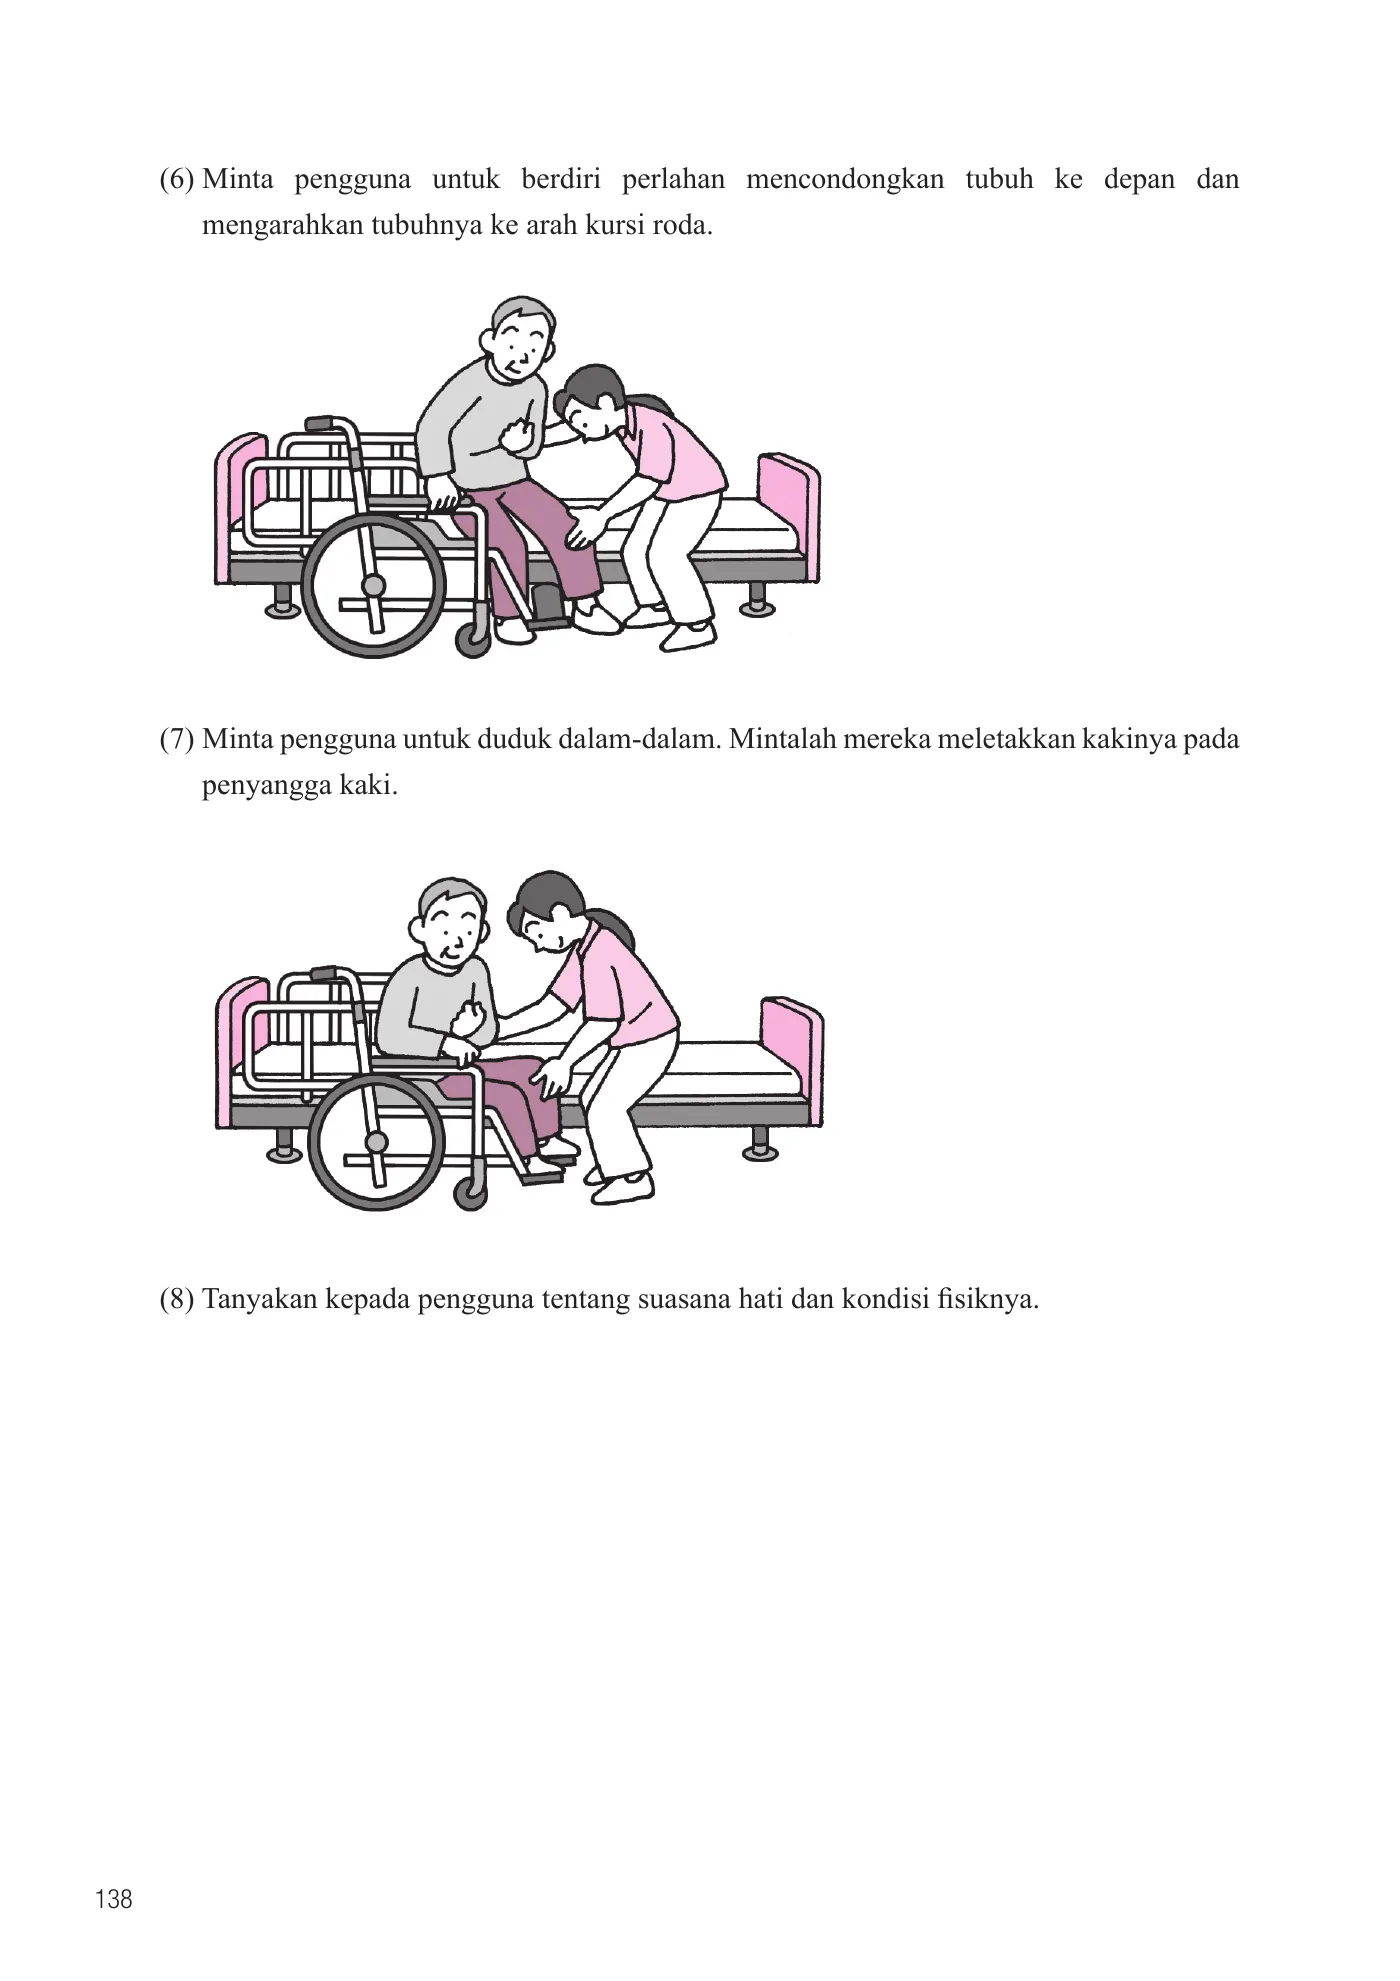 (6) Minta pengguna untuk berdiri perlahan mencondongkan tubuh ke depan dan
mengarahkan tubuhnya ke arah kursi roda.
(7) Minta pengguna untuk duduk dalam-dalam. Mintalah mereka meletakkan kakinya pada
penyangga kaki.
(8) Tanyakan kepada pengguna tentang suasana hati dan kondisi fisiknya.
138